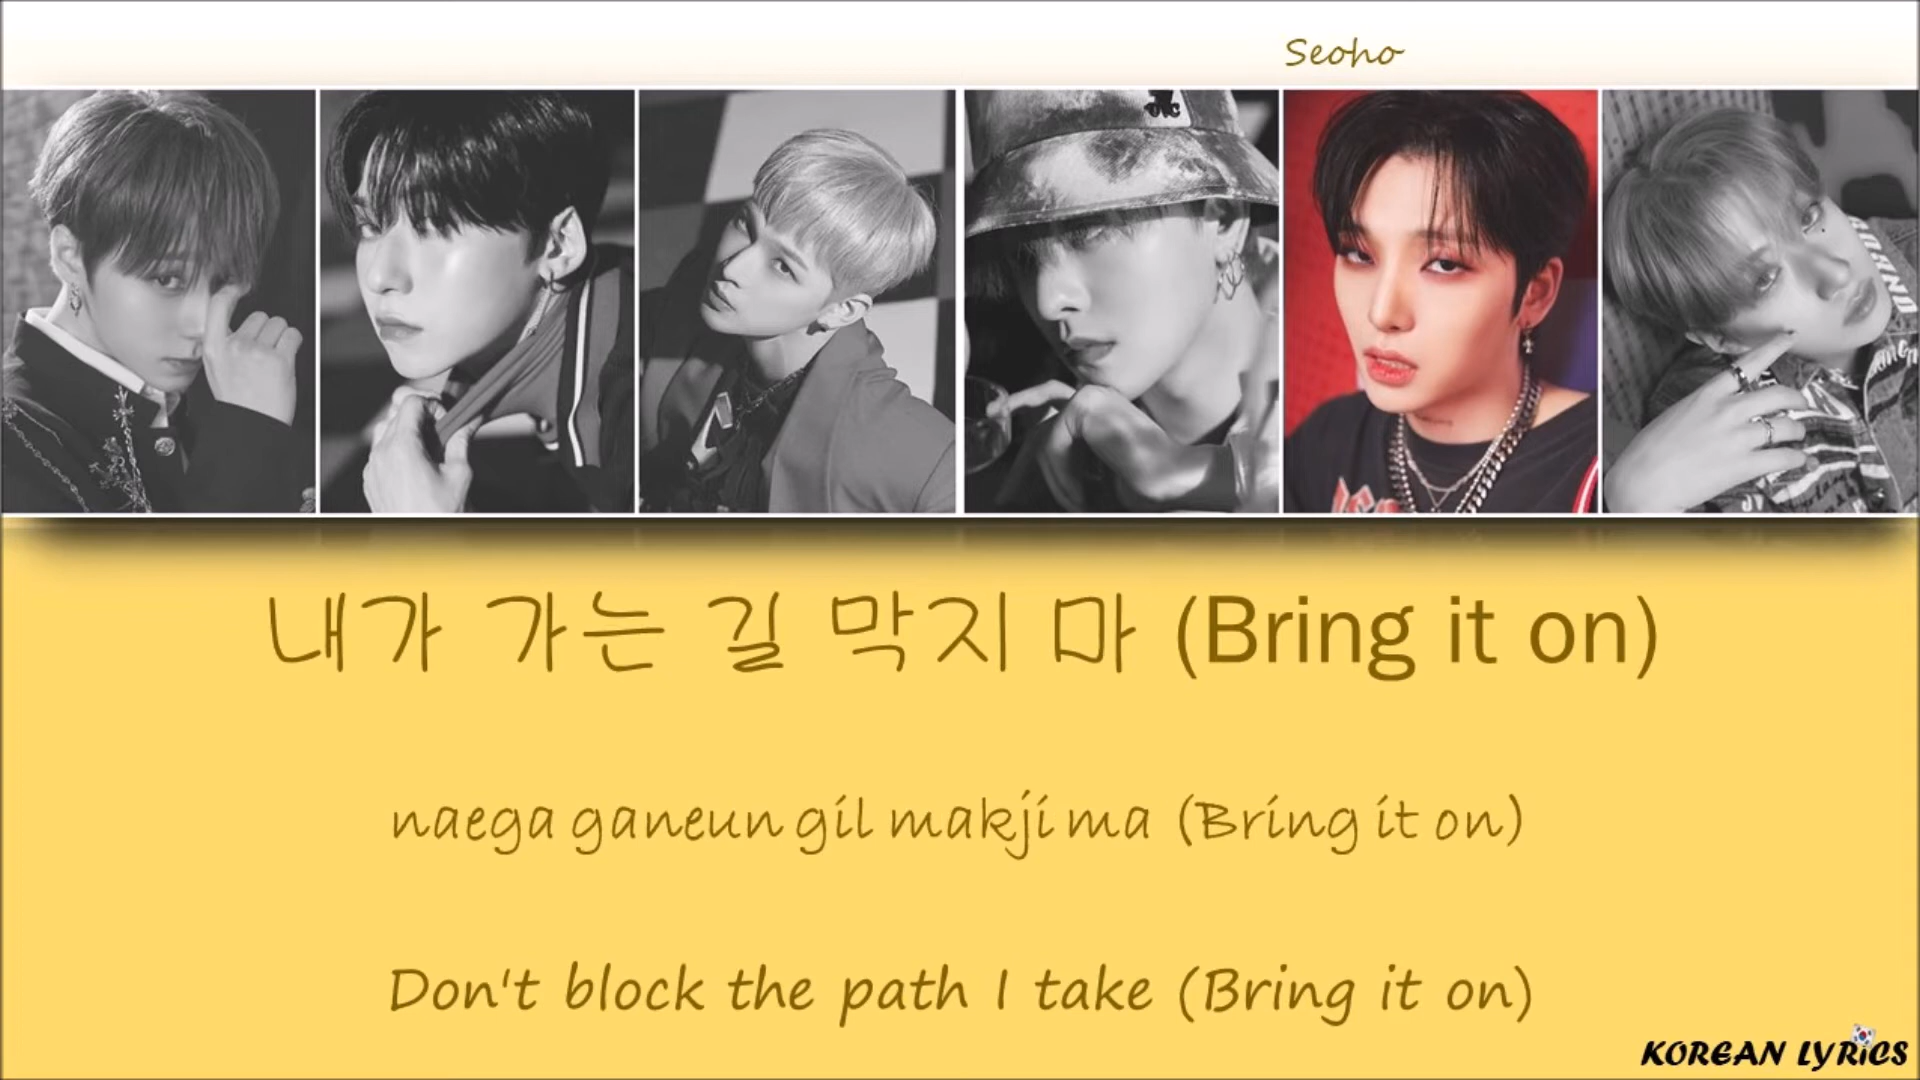 Seoho
내가 가는 길 막지 마 (Bring it on)
naega ganeun gil makji ma (Bring it on)
Don't block the path I take (Bring it on)
KOREAN LYRICS